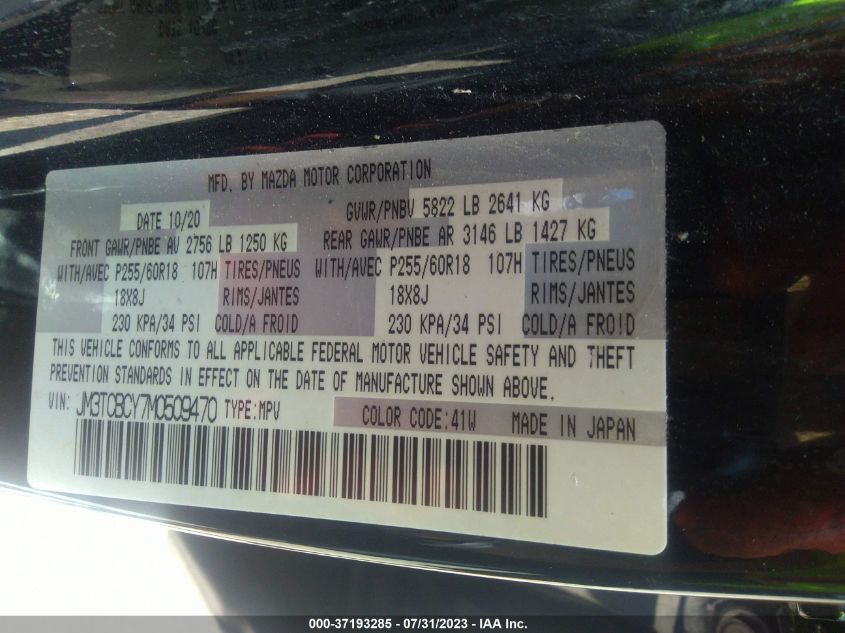 MFD. BY MAZDA MOTOR CORPORATION
DATE 10/20 GVWR/PNBV 5822 LB 2641 KG
FRONT GAWR/PNBE AV 2756 LB 1250 KG REAR GAWR/PNBE AR 3146 LB 1427 KG
WITH/AVEC P255/60R18 107H TIRES/PNEUS WITH/AVEC P255/60R18 107H TIRES/PNEUS
18X8J RIMS/JANTES 18X8J RIMS/JANTES
230 KPA/34 PSI COLD/A FROID 230 KPA/34 PSI COLD/A FROID
THIS VEHICLE CONFORMS TO ALL APPLICABLE FEDERAL MOTOR VEHICLE SAFETY AND THEFT
PREVENTION STANDARDS IN EFFECT ON THE DATE OF MANUFACTURE SHOWN ABOVE.
VIN: JM3TCBCY7M0509470 TYPE:MPV COLOR CODE:41W MADE IN JAPAN
000-37193285 - 07/31/2023 - IAA Inc.